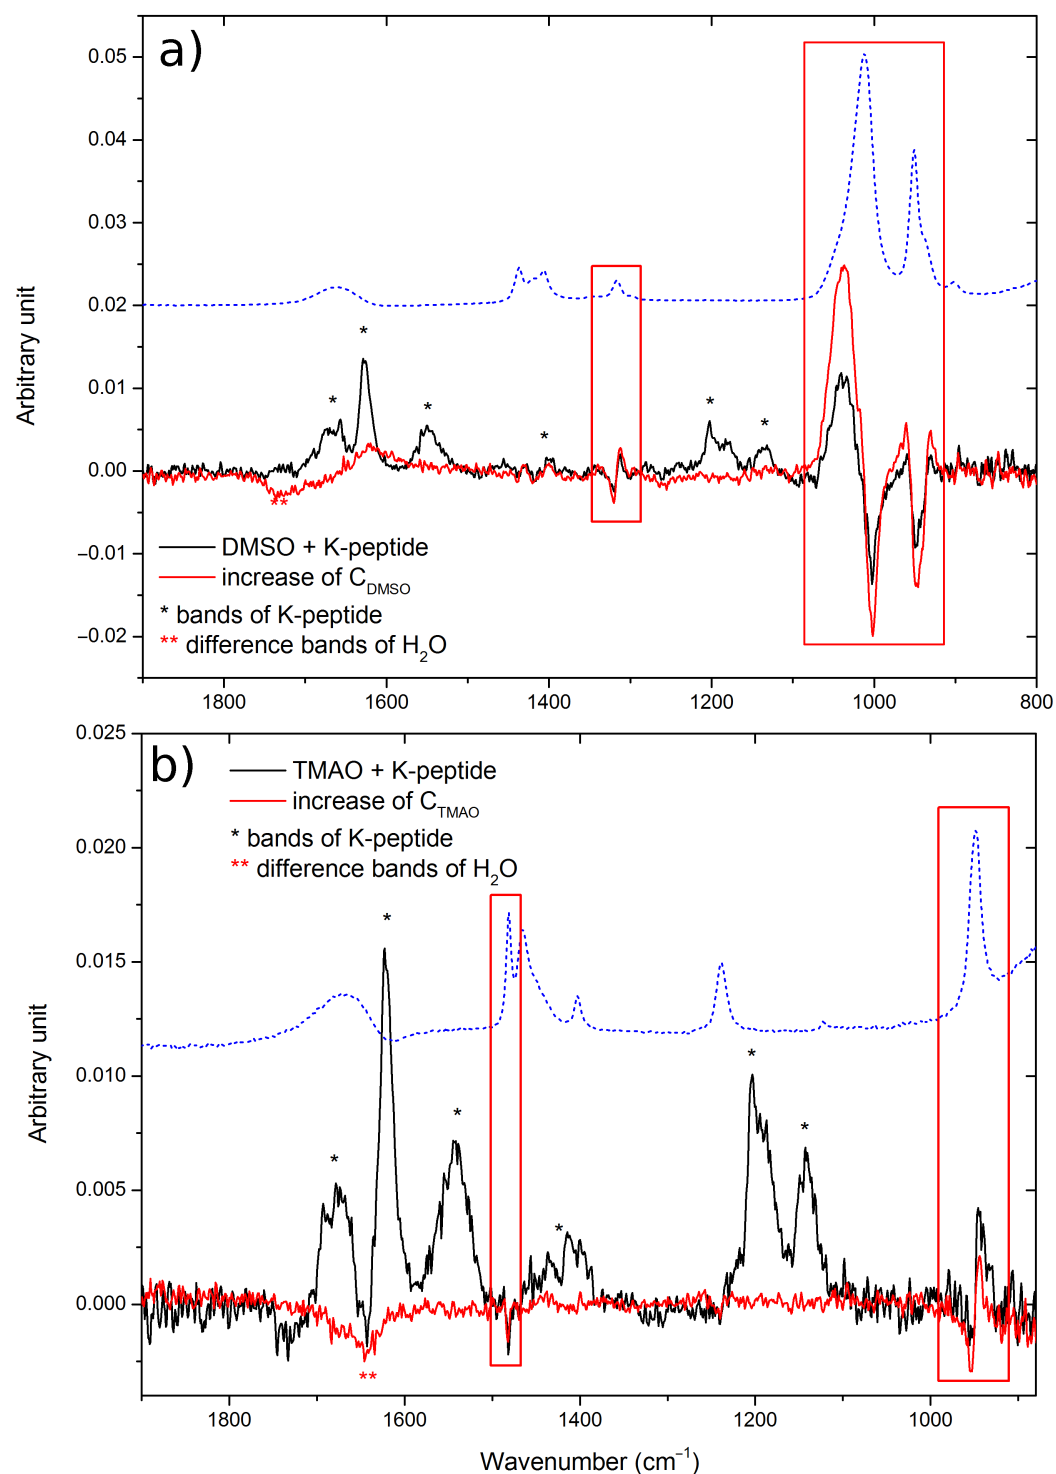 a)
0.05
0.04
0.03
0.02
0.01
0.00
−0.01
−0.02
Arbitrary unit
*
*
*
*
*
*
**
DMSO + K-peptide
increase of C_DMSO
* bands of K-peptide
** difference bands of H₂O
1800 1600 1400 1200 1000 800
b)
0.025
0.020
0.015
0.010
0.005
0.000
Arbitrary unit
TMAO + K-peptide
increase of C_TMAO
* bands of K-peptide
** difference bands of H₂O
*
*
*
*
*
*
**
1800 1600 1400 1200 1000
Wavenumber (cm⁻¹)